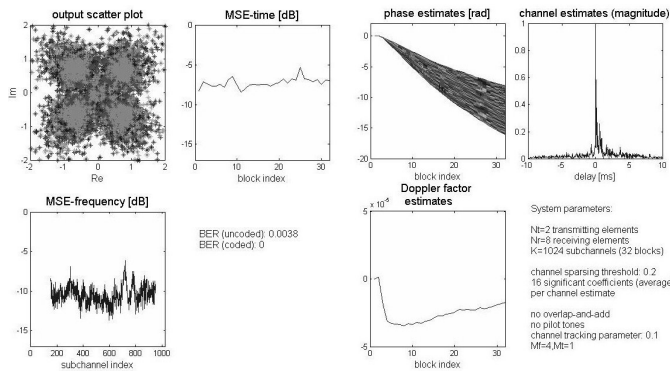 output scatter plot
2
1
0
-1
-2
-2 -1 0 1 2
Im
Re
MSE-time [dB]
0
-5
-10
-15
0 10 20 30
block index
phase estimates [rad]
0
-5
-10
-15
-20
0 10 20 30
block index
channel estimates (magnitude)
1
0.8
0.6
0.4
0.2
0
-10 -5 0 5 10
delay [ms]
MSE-frequency [dB]
0
-5
-10
-15
0 200 400 600 800 1000
subchannel index
BER (uncoded): 0.0038
BER (coded): 0
Doppler factor
estimates
5
0
-5
0 10 20 30
block index
System parameters:
Nt=2 transmitting elements
Nr=8 receiving elements
K=1024 subchannels (32 blocks)
channel sparsing threshold: 0.2
16 significant coefficients (average
per channel estimate
no overlap-and-add
no pilot tones
channel tracking parameter: 0.1
Mf=4,Mt=1